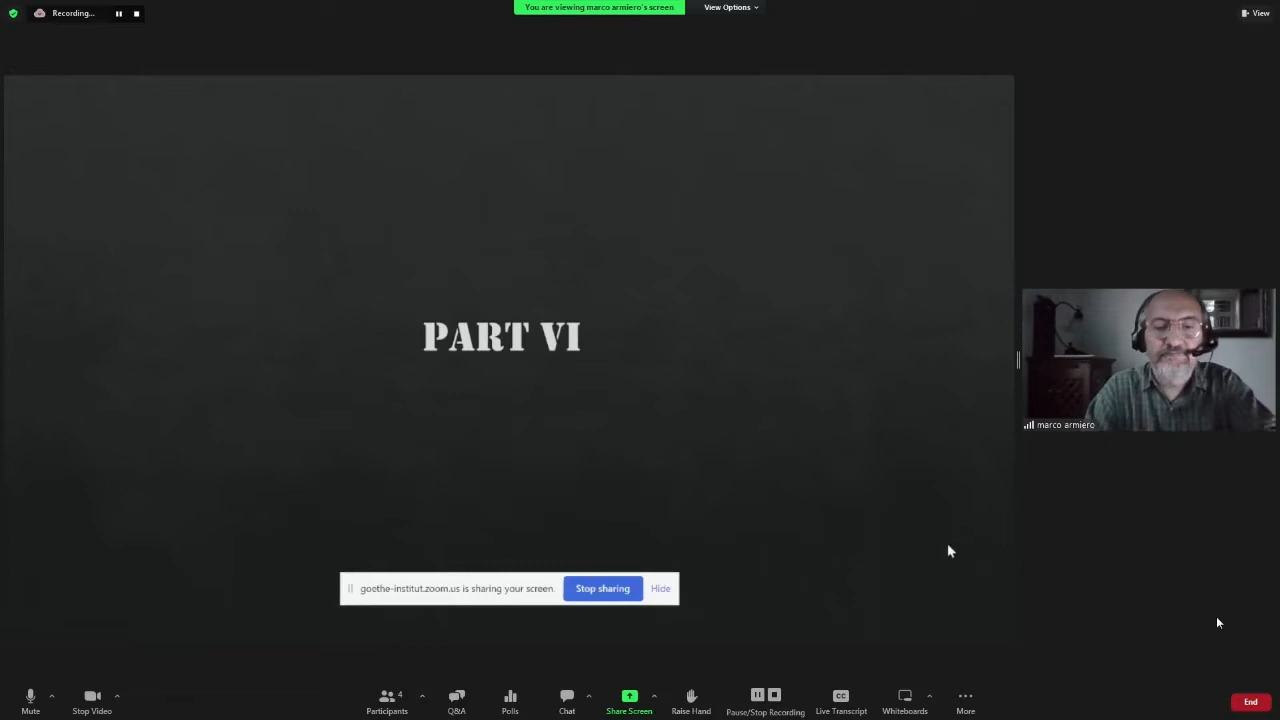 Recording...
You are viewing marco armiero's screen
View Options
View
PART VI
marco armiero
goethe-institut.zoom.us is sharing your screen.
Stop sharing
Hide
Mute
Stop Video
Participants
4
Q&A
Polls
Chat
Share Screen
Raise Hand
Pause/Stop Recording
CC
Live Transcript
Whiteboards
More
End